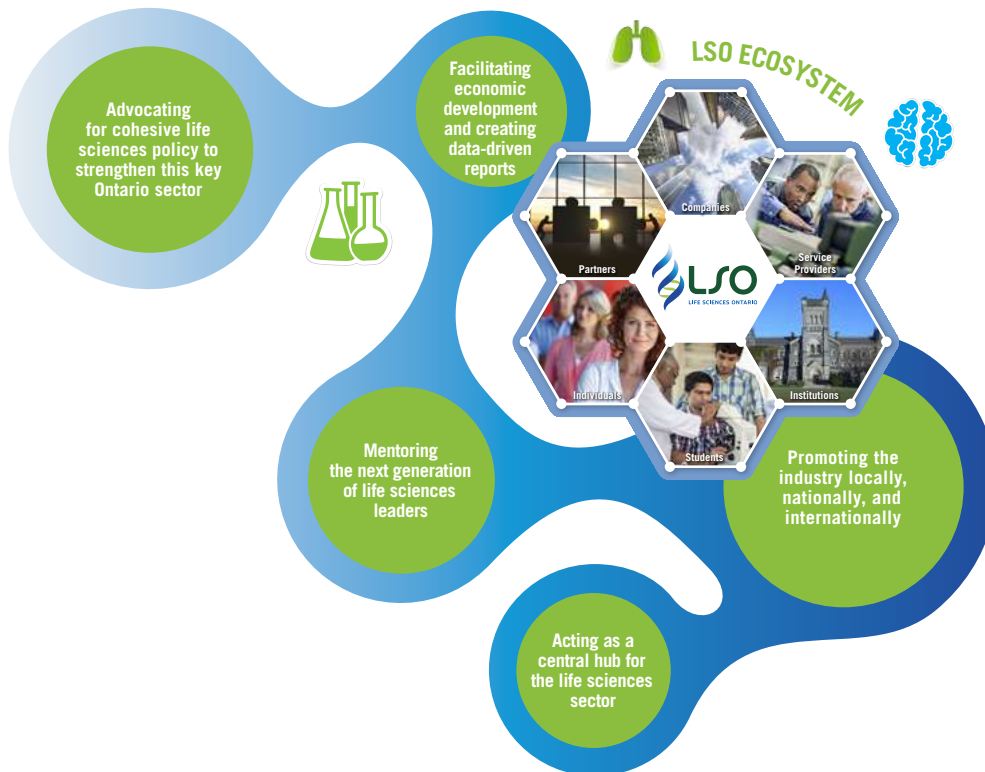 LSO ECOSYSTEM
Advocating
for cohesive life
sciences policy to
strengthen this key
Ontario sector
Facilitating
economic
development
and creating
data-driven
reports
Companies
Partners
Service
Providers
LSO
LIFE SCIENCES ONTARIO
Individuals
Institutions
Students
Mentoring
the next generation
of life sciences
leaders
Promoting the
industry locally,
nationally, and
internationally
Acting as a
central hub for
the life sciences
sector